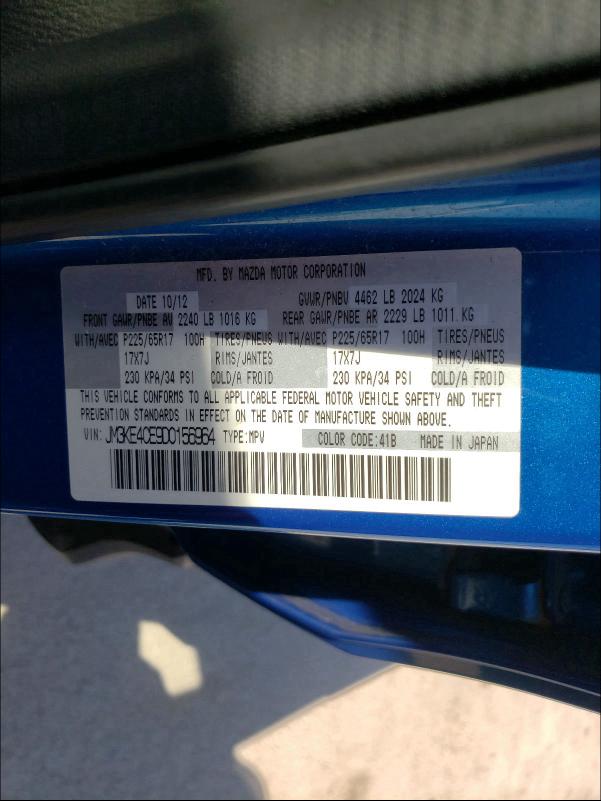 MFD. BY MAZDA MOTOR CORPORATION
DATE 10/12 GVWR/PNBV 4462 LB 2024 KG
FRONT GAWR/PNBE AV 2240 LB 1016 KG REAR GAWR/PNBE AR 2229 LB 1011 KG
WITH/AVEC P225/65R17 100H TIRES/PNEUS WITH/AVEC P225/65R17 100H TIRES/PNEUS
17X7J RIMS/JANTES 17X7J RIMS/JANTES
230 KPA/34 PSI COLD/A FROID 230 KPA/34 PSI COLD/A FROID
THIS VEHICLE CONFORMS TO ALL APPLICABLE FEDERAL MOTOR VEHICLE SAFETY AND THEFT
PREVENTION STANDARDS IN EFFECT ON THE DATE OF MANUFACTURE SHOWN ABOVE.
VIN: JM3KE4CE9D0156964 TYPE:MPV COLOR CODE:41B MADE IN JAPAN